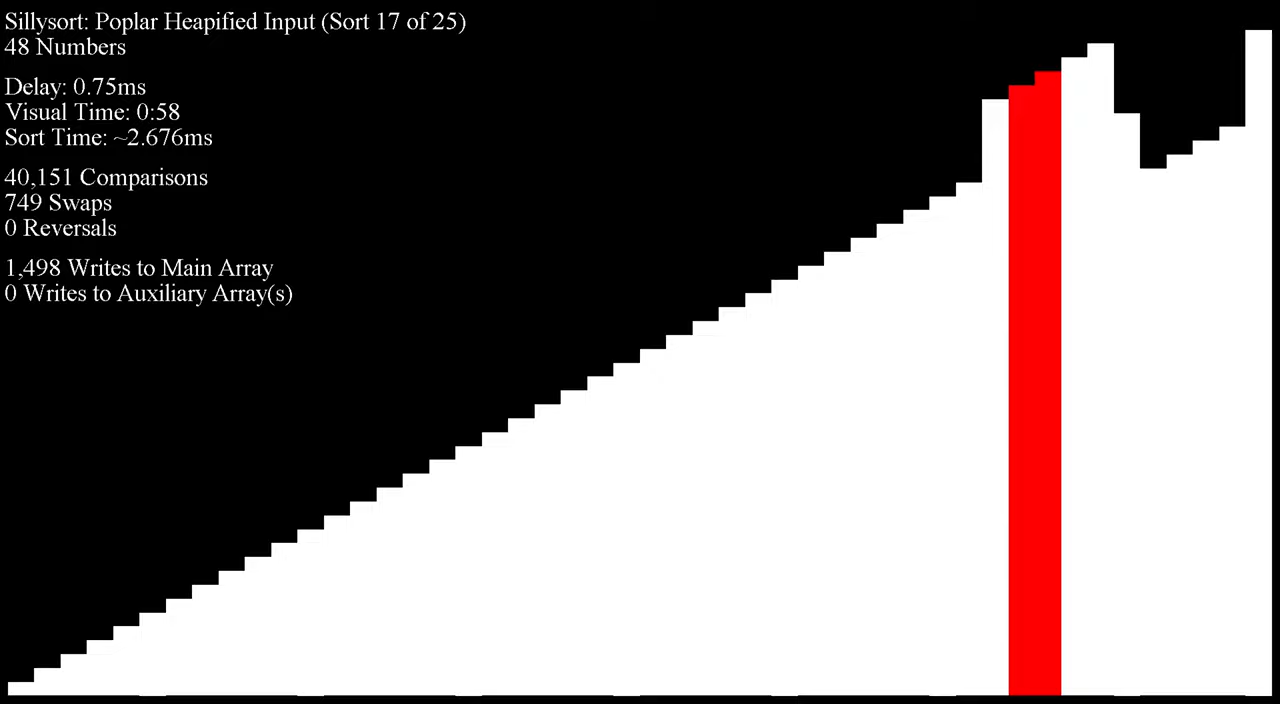 Sillysort: Poplar Heapified Input (Sort 17 of 25)
48 Numbers
Delay: 0.75ms
Visual Time: 0:58
Sort Time: ~2.676ms
40,151 Comparisons
749 Swaps
0 Reversals
1,498 Writes to Main Array
0 Writes to Auxiliary Array(s)